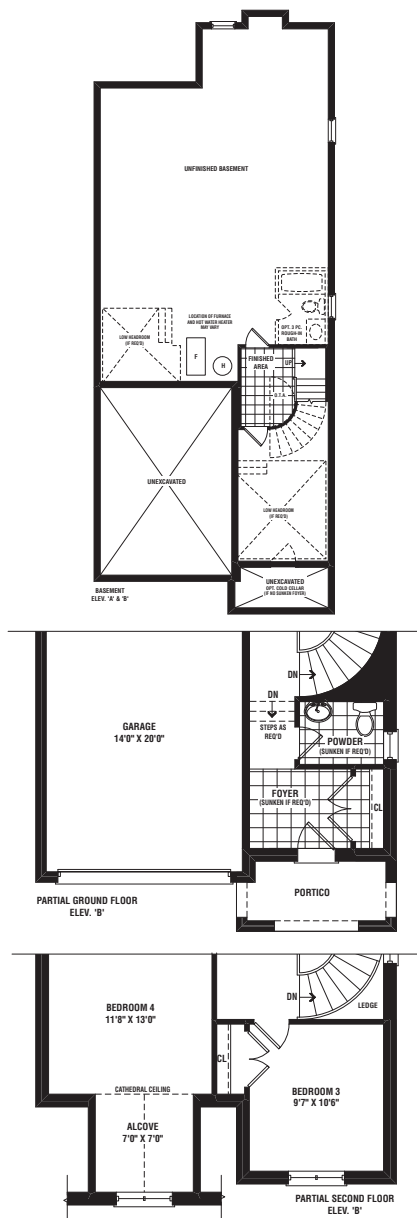 UNFINISHED BASEMENT
LOCATION OF FURNACE
AND HOT WATER HEATER
MAY VARY
OPT. 3 PC.
ROUGH-IN
BATH
LOW HEADROOM
(IF REQ'D)
F
H
FINISHED
AREA
UP
O.T.A.
UNEXCAVATED
LOW HEADROOM
(IF REQ'D)
UNEXCAVATED
OPT. COLD CELLAR
(IF NO SUNKEN FOYER)
BASEMENT
ELEV. 'A' & 'B'
DN
GARAGE
14'0" X 20'0"
DN
STEPS AS
REQ'D
POWDER
(SUNKEN IF REQ'D)
FOYER
(SUNKEN IF REQ'D)
CL
PORTICO
PARTIAL GROUND FLOOR
ELEV. 'B'
BEDROOM 4
11'8" X 13'0"
DN
LEDGE
CL
CATHEDRAL CEILING
BEDROOM 3
9'7" X 10'6"
ALCOVE
7'0" X 7'0"
PARTIAL SECOND FLOOR
ELEV. 'B'